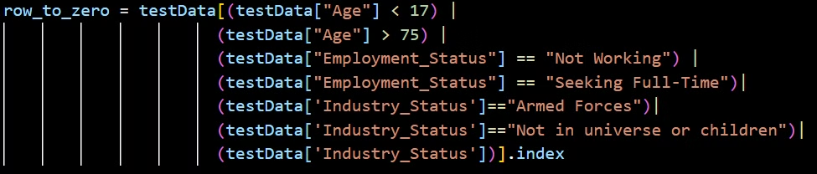 row_to_zero = testData[(testData["Age"] < 17) |
(testData["Age"] > 75) |
(testData["Employment_Status"] == "Not Working") |
(testData["Employment_Status"] == "Seeking Full-Time")|
(testData['Industry_Status']=="Armed Forces")|
(testData['Industry_Status']=="Not in universe or children")|
(testData['Industry_Status'])].index